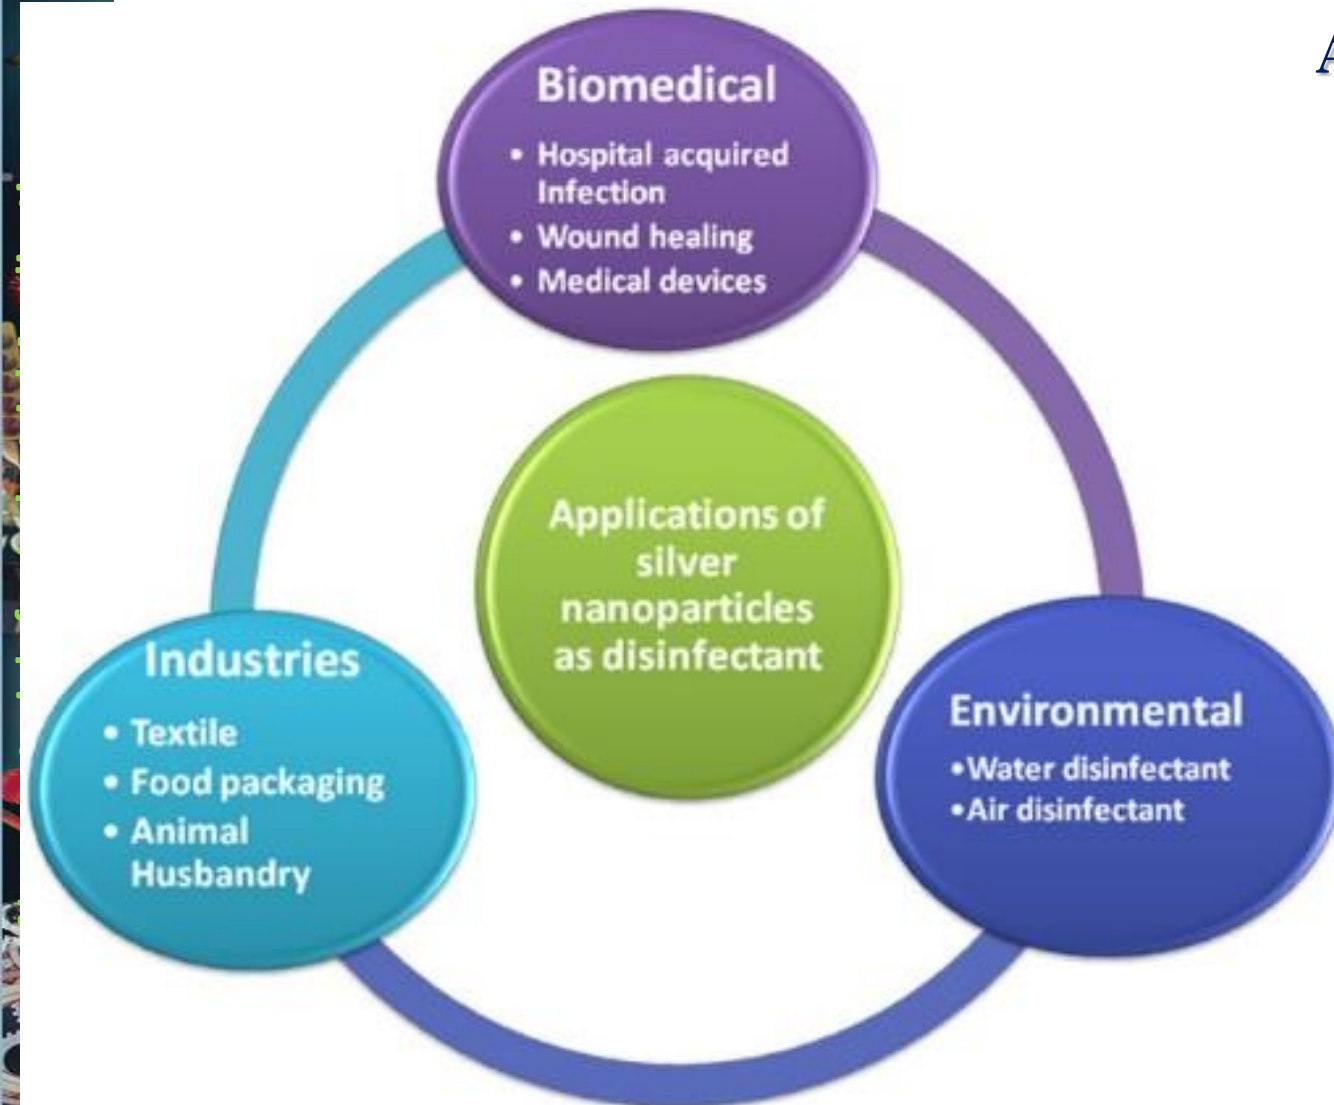 A
Biomedical
• Hospital acquired
Infection
• Wound healing
• Medical devices
Applications of
silver
nanoparticles
as disinfectant
Industries
• Textile
• Food packaging
• Animal
Husbandry
Environmental
•Water disinfectant
•Air disinfectant